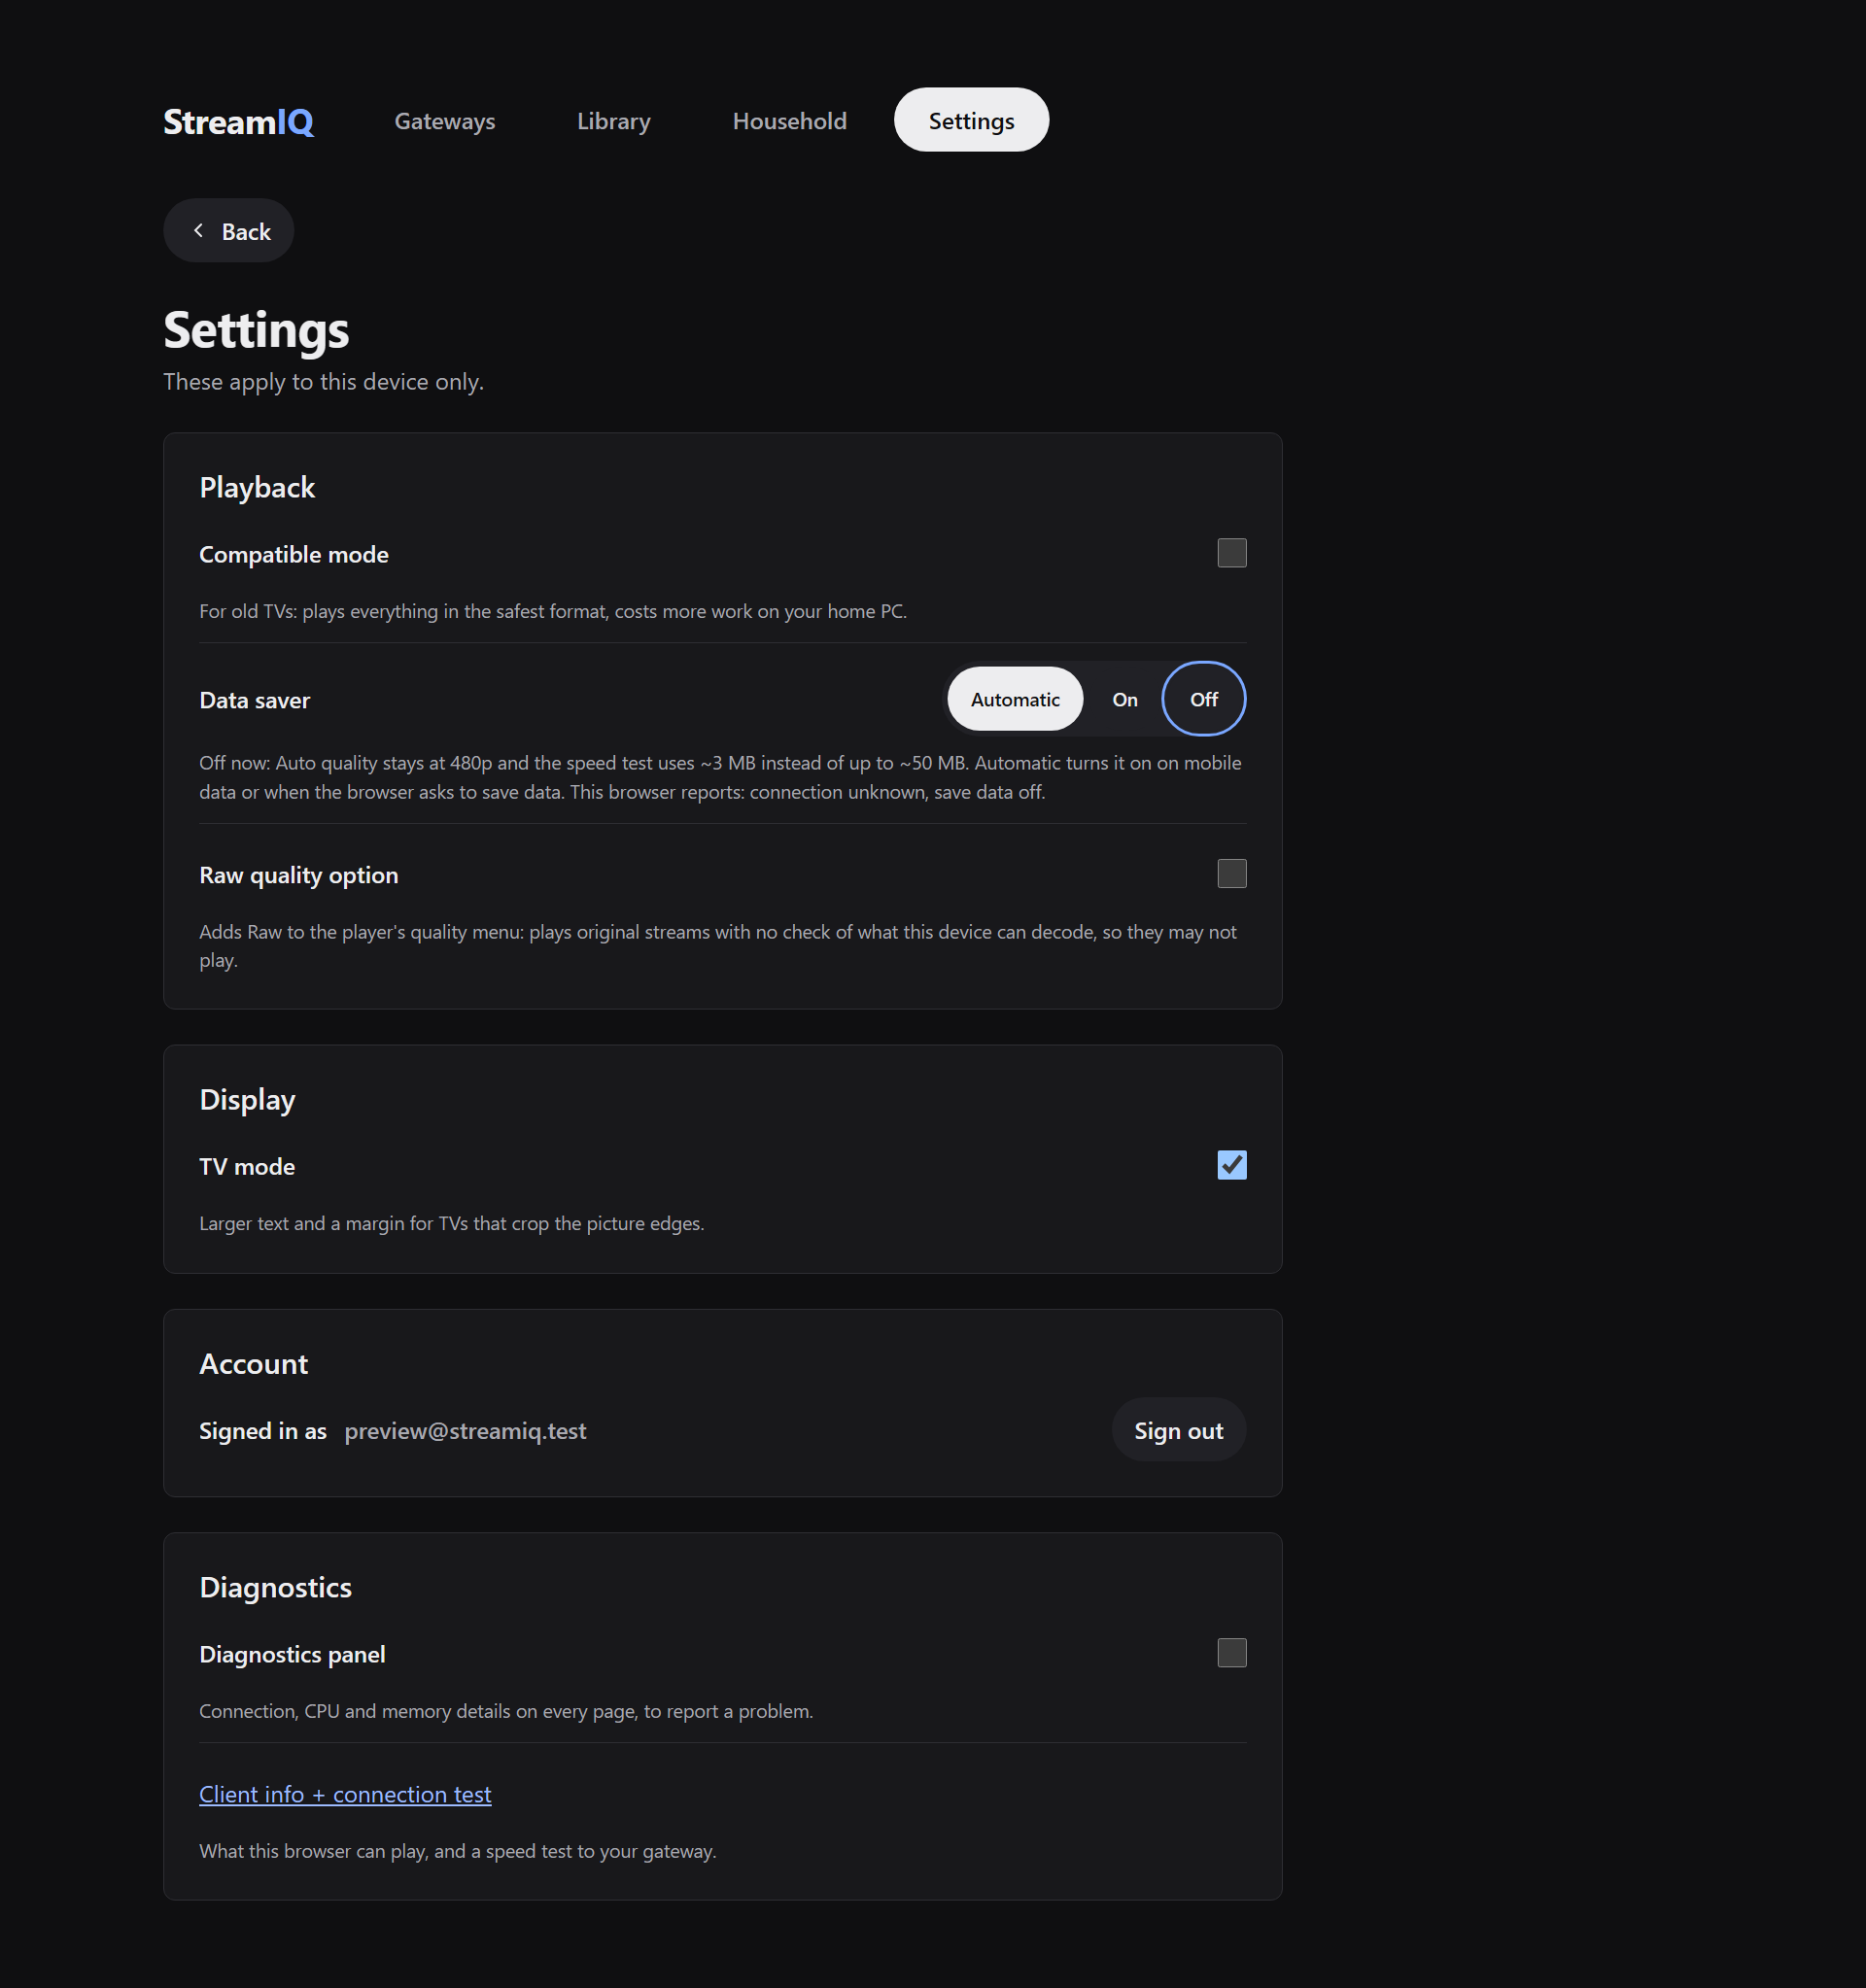 StreamIQ Gateways Library Household Settings
Back
Settings
These apply to this device only.
Playback
Compatible mode
For old TVs: plays everything in the safest format, costs more work on your home PC.
Data saver Automatic On Off
Off now: Auto quality stays at 480p and the speed test uses ~3 MB instead of up to ~50 MB. Automatic turns it on on mobile
data or when the browser asks to save data. This browser reports: connection unknown, save data off.
Raw quality option
Adds Raw to the player's quality menu: plays original streams with no check of what this device can decode, so they may not
play.
Display
TV mode
Larger text and a margin for TVs that crop the picture edges.
Account
Signed in as preview@streamiq.test Sign out
Diagnostics
Diagnostics panel
Connection, CPU and memory details on every page, to report a problem.
Client info + connection test
What this browser can play, and a speed test to your gateway.